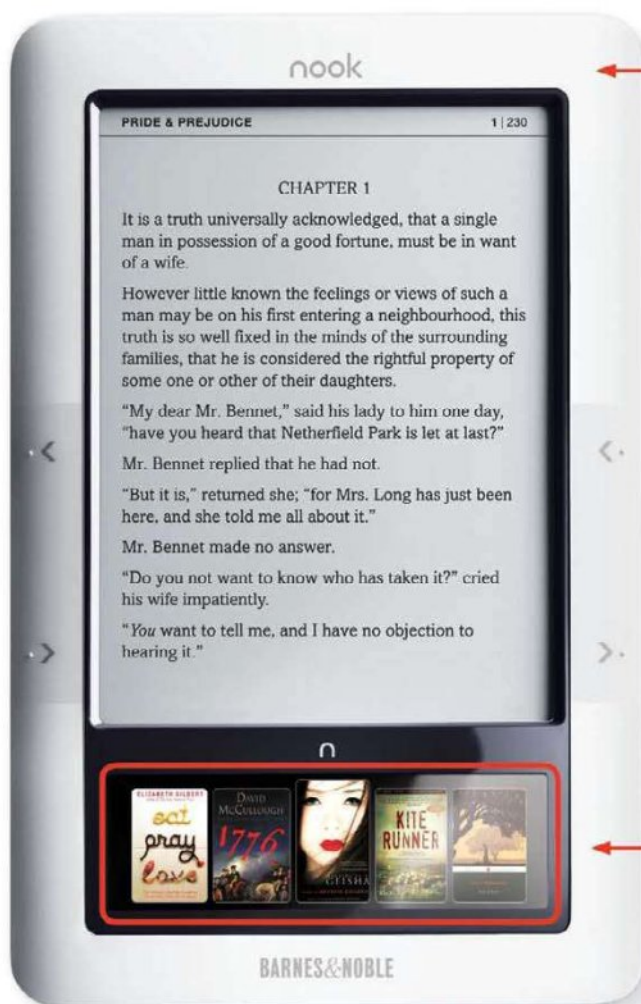 nook
PRIDE & PREJUDICE 1 | 230
CHAPTER 1
It is a truth universally acknowledged, that a single
man in possession of a good fortune, must be in want
of a wife.
However little known the feelings or views of such a
man may be on his first entering a neighbourhood, this
truth is so well fixed in the minds of the surrounding
families, that he is considered the rightful property of
some one or other of their daughters.
“My dear Mr. Bennet,” said his lady to him one day,
“have you heard that Netherfield Park is let at last?”
Mr. Bennet replied that he had not.
“But it is,” returned she; “for Mrs. Long has just been
here, and she told me all about it.”
Mr. Bennet made no answer.
“Do you not want to know who has taken it?” cried
his wife impatiently.
“You want to tell me, and I have no objection to
hearing it.”
n
ELIZABETH GILBERT
eat
pray
love
DAVID
McCULLOUGH
1776
GEISHA
KITE
RUNNER
BARNES&NOBLE